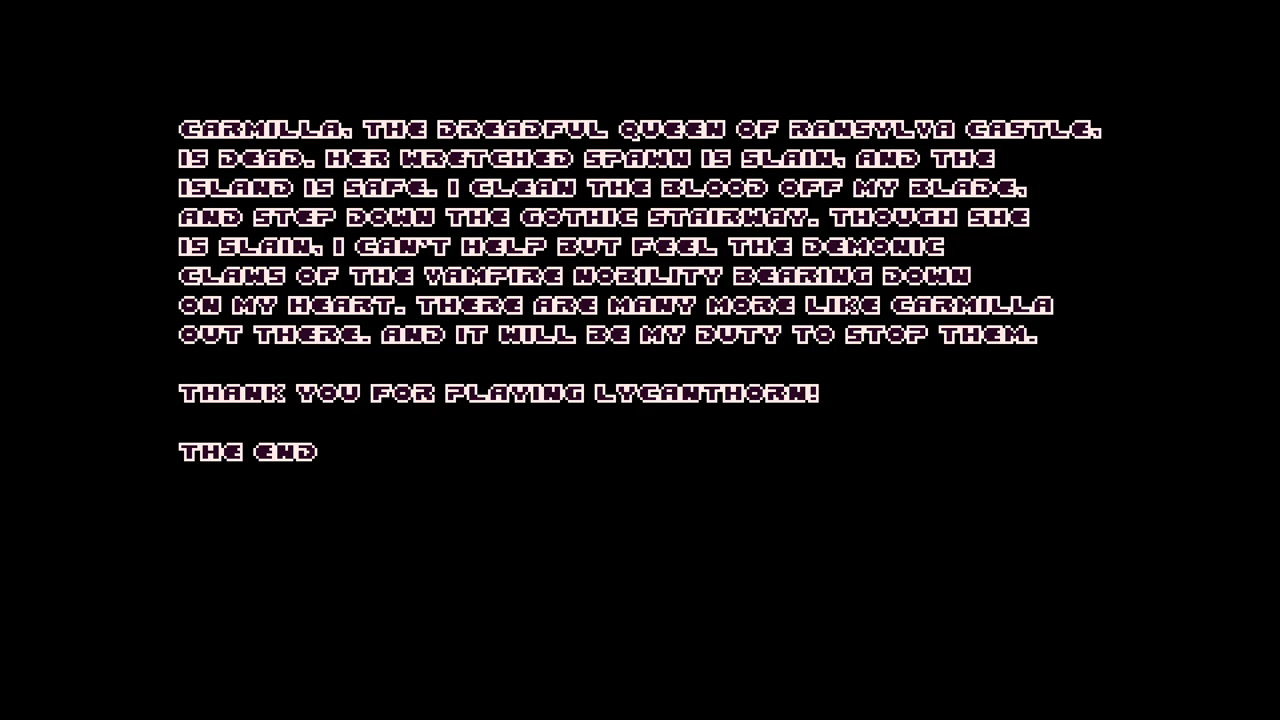 CARMILLA, THE DREADFUL QUEEN OF RANSYLVA CASTLE,
IS DEAD. HER WRETCHED SPAWN IS SLAIN, AND THE
ISLAND IS SAFE. I CLEAN THE BLOOD OFF MY BLADE,
AND STEP DOWN THE GOTHIC STAIRWAY. THOUGH SHE
IS SLAIN, I CAN'T HELP BUT FEEL THE DEMONIC
CLAWS OF THE VAMPIRE NOBILITY BEARING DOWN
ON MY HEART. THERE ARE MANY MORE LIKE CARMILLA
OUT THERE. AND IT WILL BE MY DUTY TO STOP THEM.
THANK YOU FOR PLAYING LYCANTHORN!
THE END